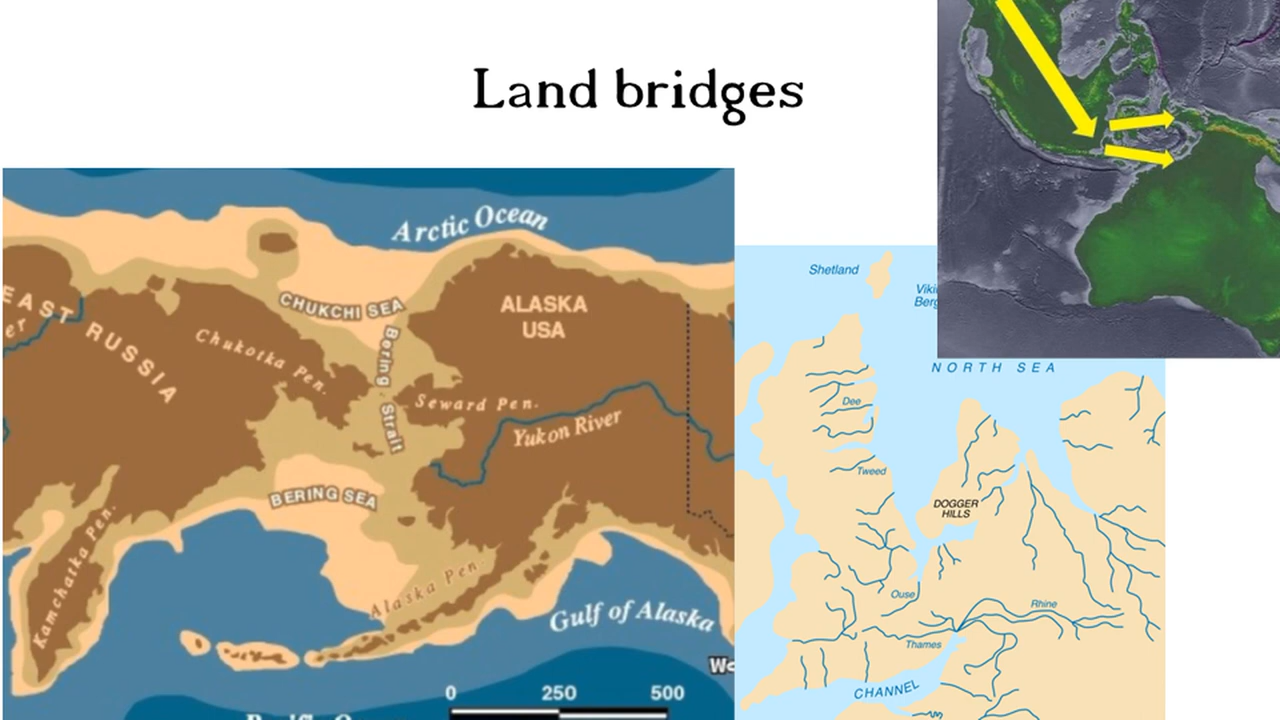 Land bridges
Arctic Ocean
CHUKCHI SEA
ALASKA
USA
EAST RUSSIA
er
Chukotka Pen.
Bering Strait
Seward Pen.
Yukon River
BERING SEA
Kamchatka Pen.
Alaska Pen.
Gulf of Alaska
0 250 500
Shetland
NORTH SEA
Dee
Tweed
DOGGER
HILLS
Ouse
Rhine
Thames
CHANNEL